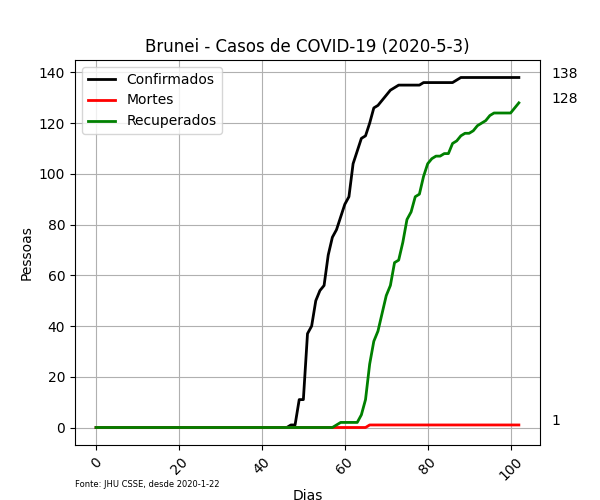 Brunei - Casos de COVID-19 (2020-5-3)
Confirmados
Mortes
Recuperados
138
128
1
Pessoas
140
120
100
80
60
40
20
0
0
20
40
60
80
100
Dias
Fonte: JHU CSSE, desde 2020-1-22